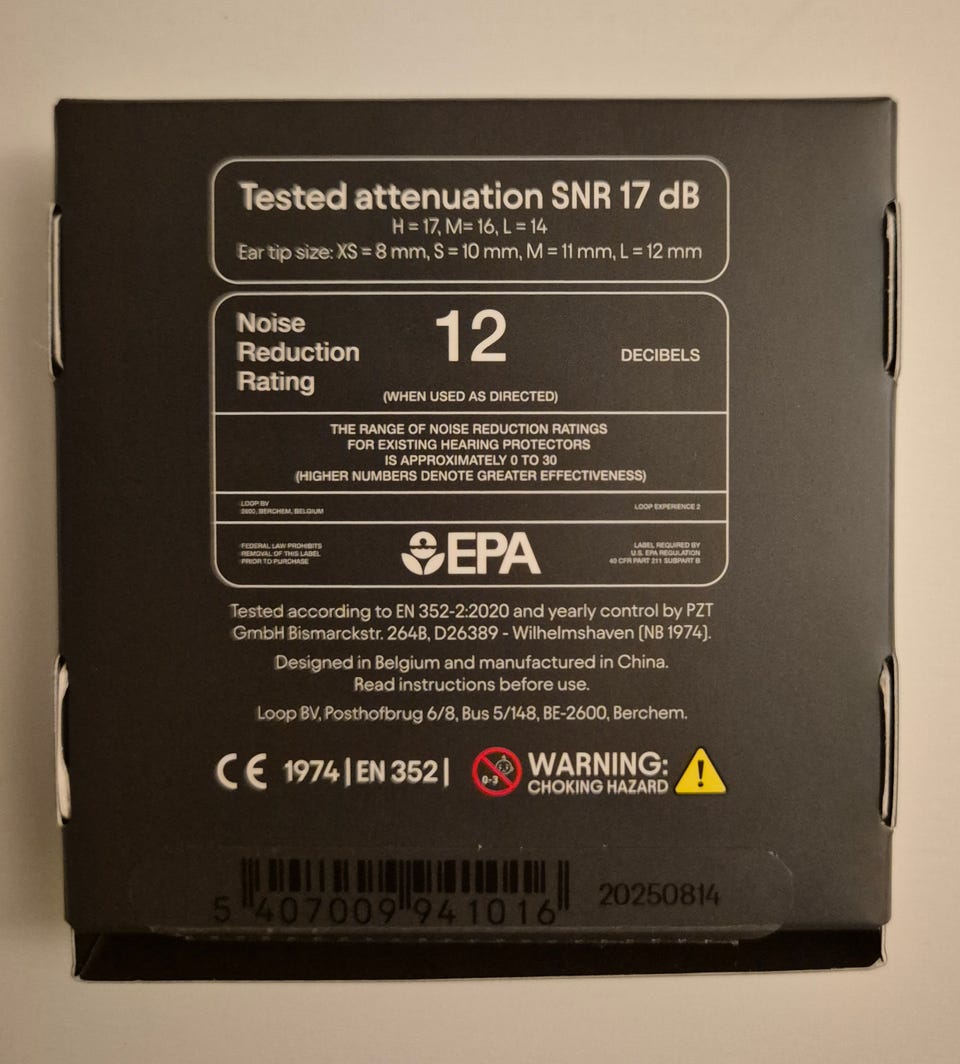 Tested attenuation SNR 17 dB
H = 17, M= 16, L = 14
Ear tip size: XS = 8 mm, S = 10 mm, M = 11 mm, L = 12 mm
Noise
Reduction
Rating
12
DECIBELS
(WHEN USED AS DIRECTED)
THE RANGE OF NOISE REDUCTION RATINGS
FOR EXISTING HEARING PROTECTORS
IS APPROXIMATELY 0 TO 30
(HIGHER NUMBERS DENOTE GREATER EFFECTIVENESS)
LOOP BV
2600, BERCHEM, BELGIUM
LOOP EXPERIENCE 2
FEDERAL LAW PROHIBITS
REMOVAL OF THIS LABEL
PRIOR TO PURCHASE
EPA
LABEL REQUIRED BY
U.S. EPA REGULATION
40 CFR PART 211 SUBPART B
Tested according to EN 352-2:2020 and yearly control by PZT
GmbH Bismarckstr. 264B, D26389 - Wilhelmshaven (NB 1974).
Designed in Belgium and manufactured in China.
Read instructions before use.
Loop BV, Posthofbrug 6/8, Bus 5/148, BE-2600, Berchem.
CE 1974 | EN 352 |
0-3
WARNING:
CHOKING HAZARD
!
5 407009 941016
20250814